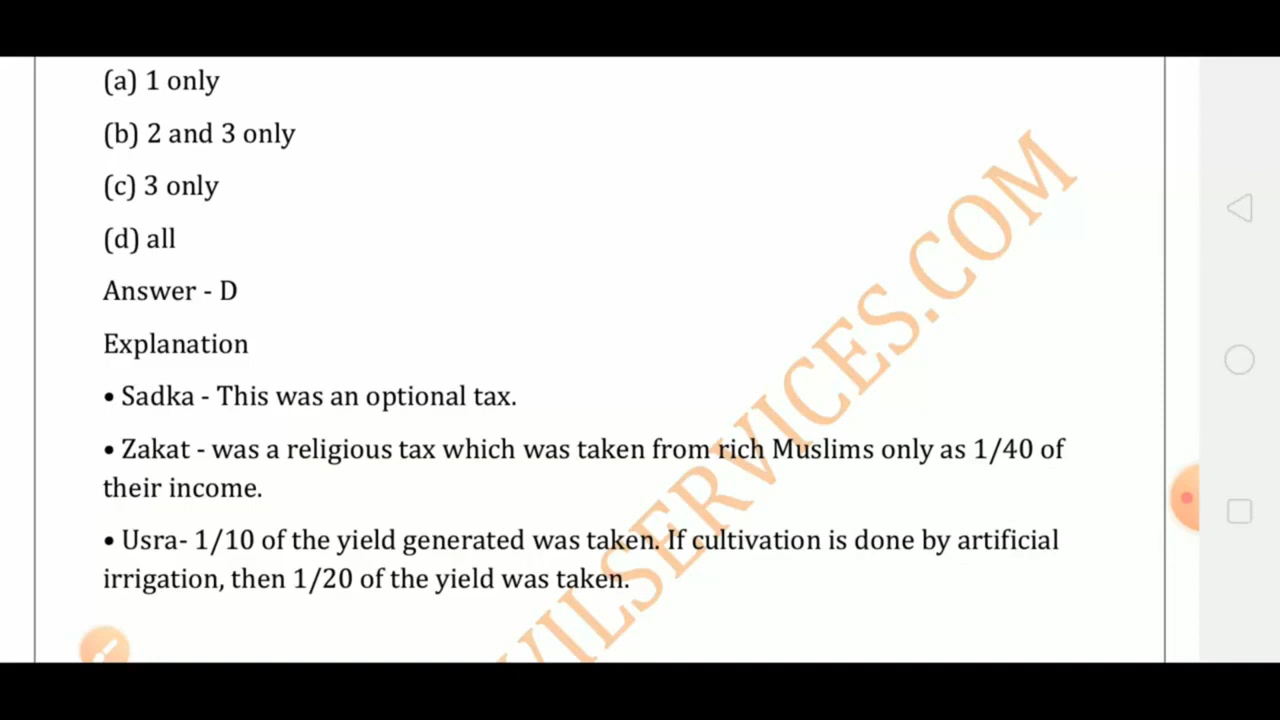 (a) 1 only
(b) 2 and 3 only
(c) 3 only
(d) all
Answer - D
Explanation
• Sadka - This was an optional tax.
• Zakat - was a religious tax which was taken from rich Muslims only as 1/40 of
their income.
• Usra- 1/10 of the yield generated was taken. If cultivation is done by artificial
irrigation, then 1/20 of the yield was taken.
VILSERVICES.COM